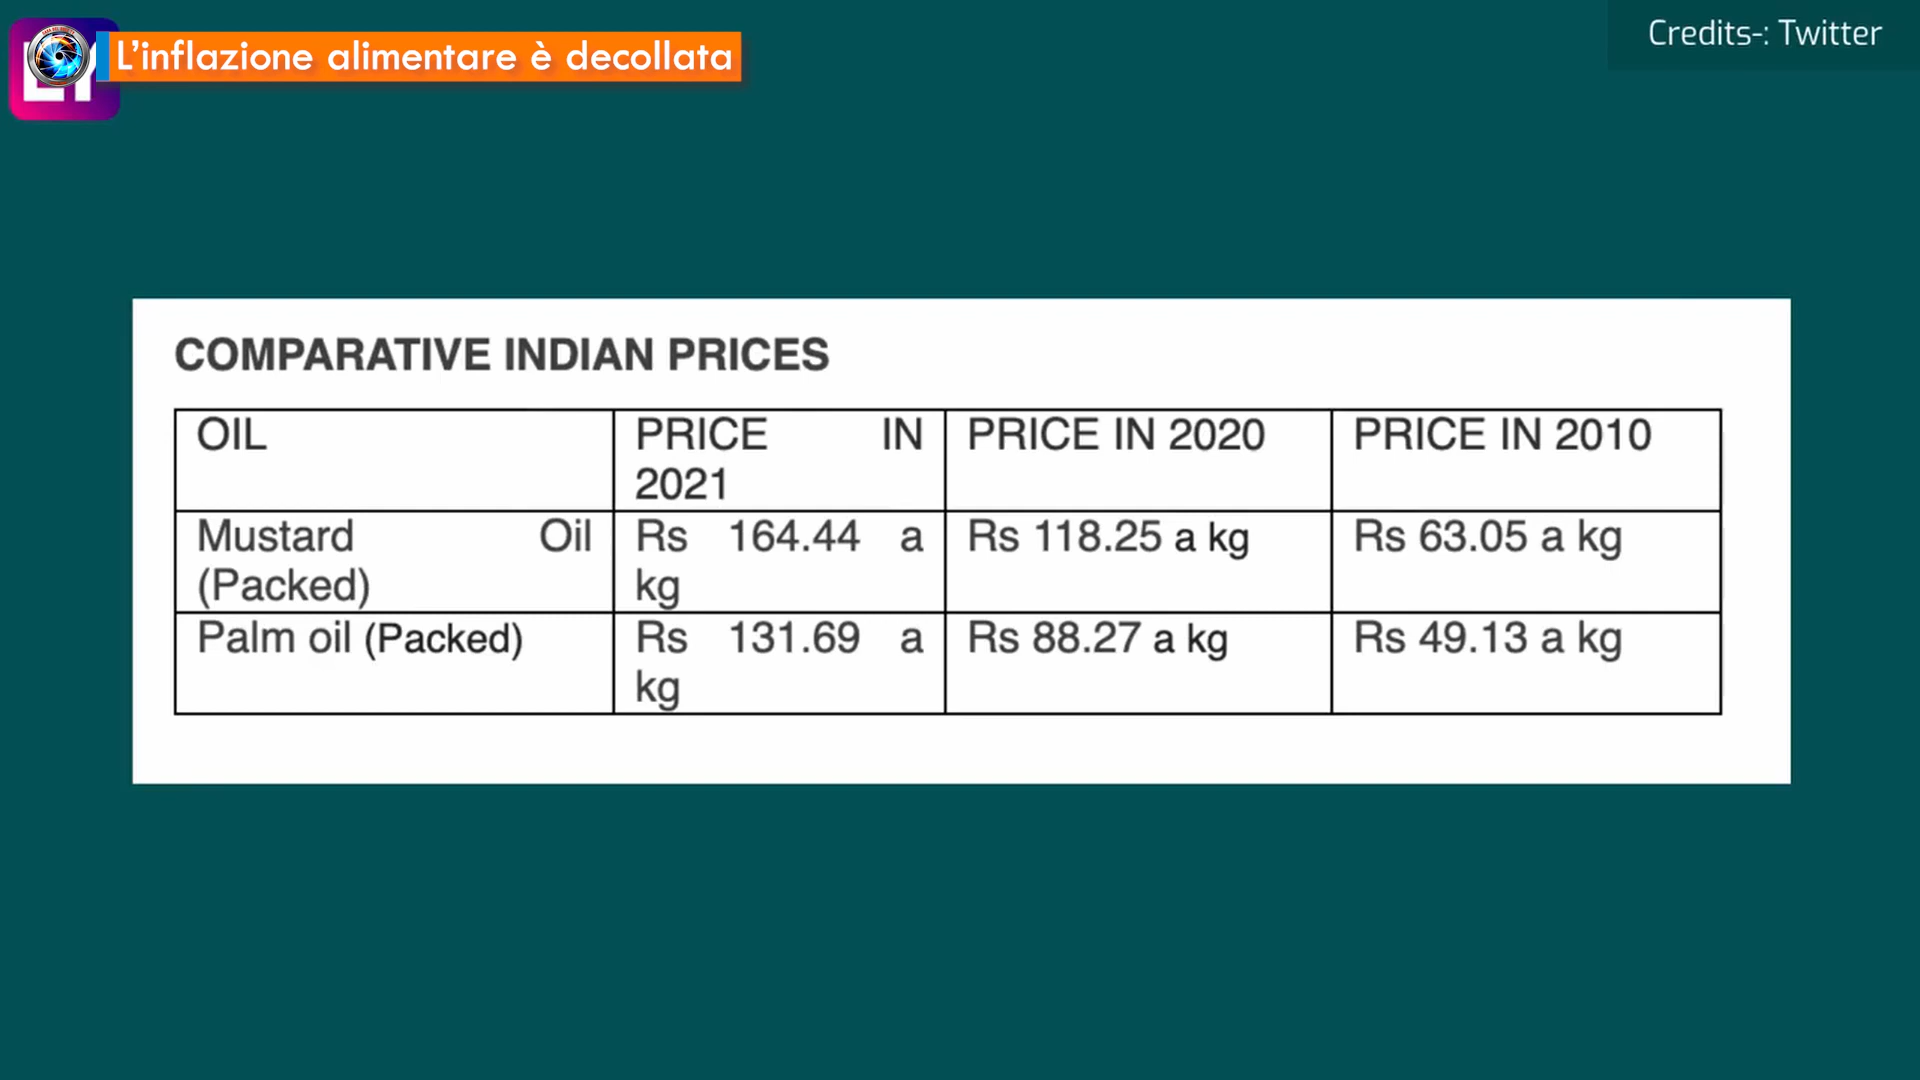 L'inflazione alimentare è decollata
Credits-: Twitter
COMPARATIVE INDIAN PRICES
OIL PRICE IN PRICE IN 2020 PRICE IN 2010
2021
Mustard Oil Rs 164.44 a Rs 118.25 a kg Rs 63.05 a kg
(Packed) kg
Palm oil (Packed) Rs 131.69 a Rs 88.27 a kg Rs 49.13 a kg
kg